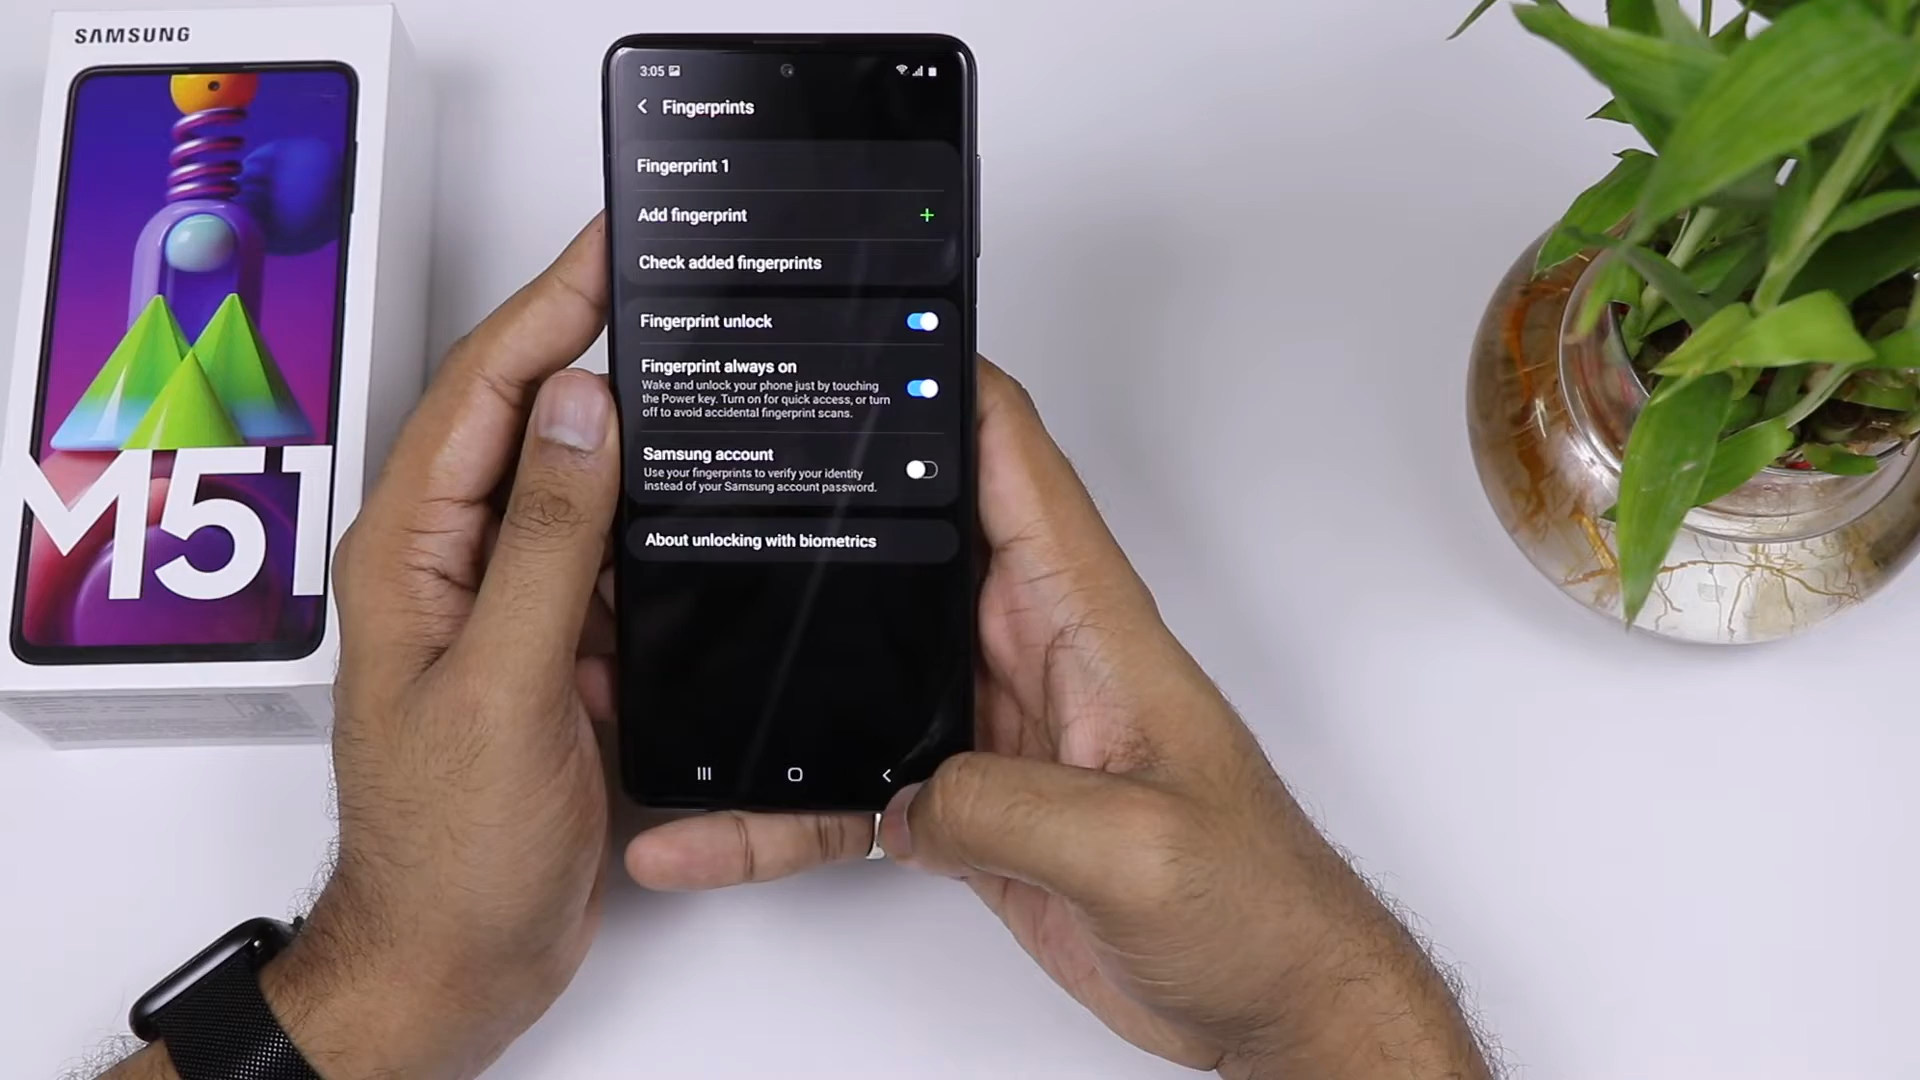 SAMSUNG
M51
3:05
Fingerprints
Fingerprint 1
Add fingerprint
Check added fingerprints
Fingerprint unlock
Fingerprint always on
Wake and unlock your phone just by touching
the Power key. Turn on for quick access, or turn
off to avoid accidental fingerprint scans.
Samsung account
Use your fingerprints to verify your identity
instead of your Samsung account password.
About unlocking with biometrics